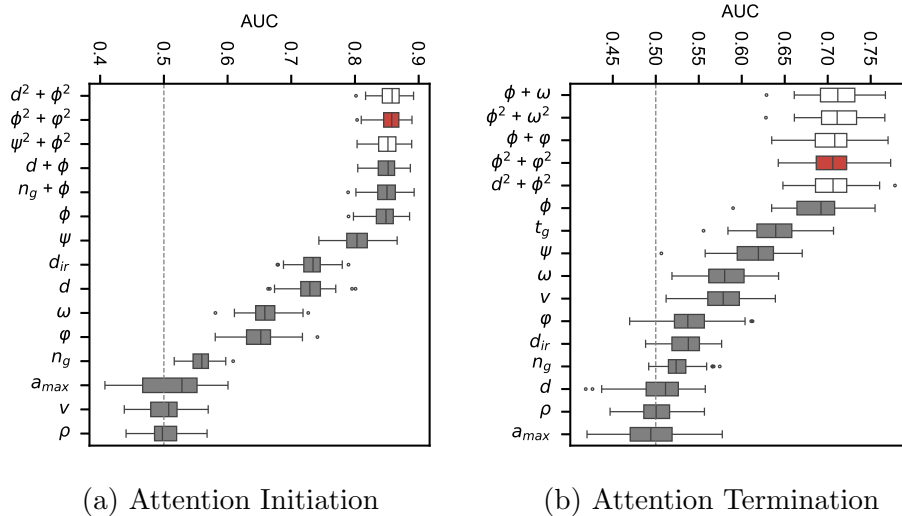 AUC
0.4
0.5
0.6
0.7
0.8
0.9
d² + ϕ²
ϕ² + φ²
ψ² + ϕ²
d + ϕ
n_g + ϕ
ϕ
ψ
d_ir
d
ω
φ
n_g
a_max
v
ρ
(a) Attention Initiation
AUC
0.45
0.50
0.55
0.60
0.65
0.70
0.75
ϕ + ω
ϕ² + ω²
ϕ + φ
ϕ² + φ²
d² + ϕ²
ϕ
t_g
ψ
ω
v
φ
d_ir
n_g
d
ρ
a_max
(b) Attention Termination